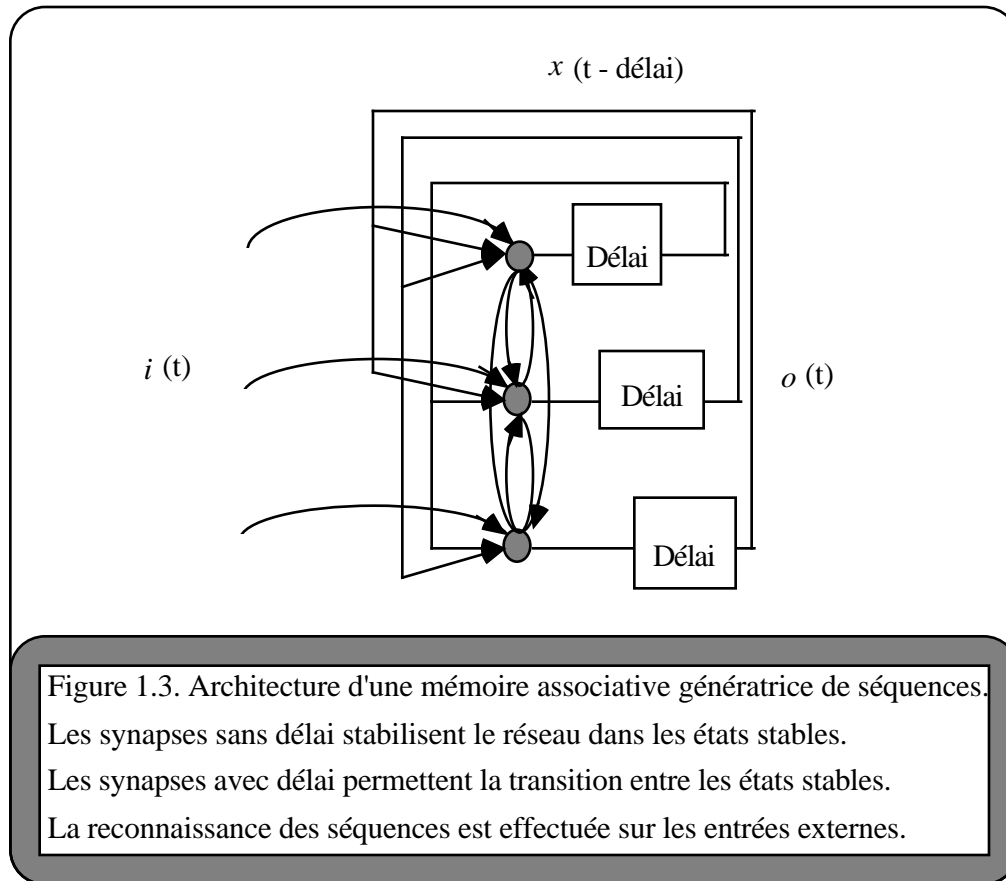 x (t - délai)
Délai
i (t)
Délai
o (t)
Délai
Figure 1.3. Architecture d'une mémoire associative génératrice de séquences.
Les synapses sans délai stabilisent le réseau dans les états stables.
Les synapses avec délai permettent la transition entre les états stables.
La reconnaissance des séquences est effectuée sur les entrées externes.